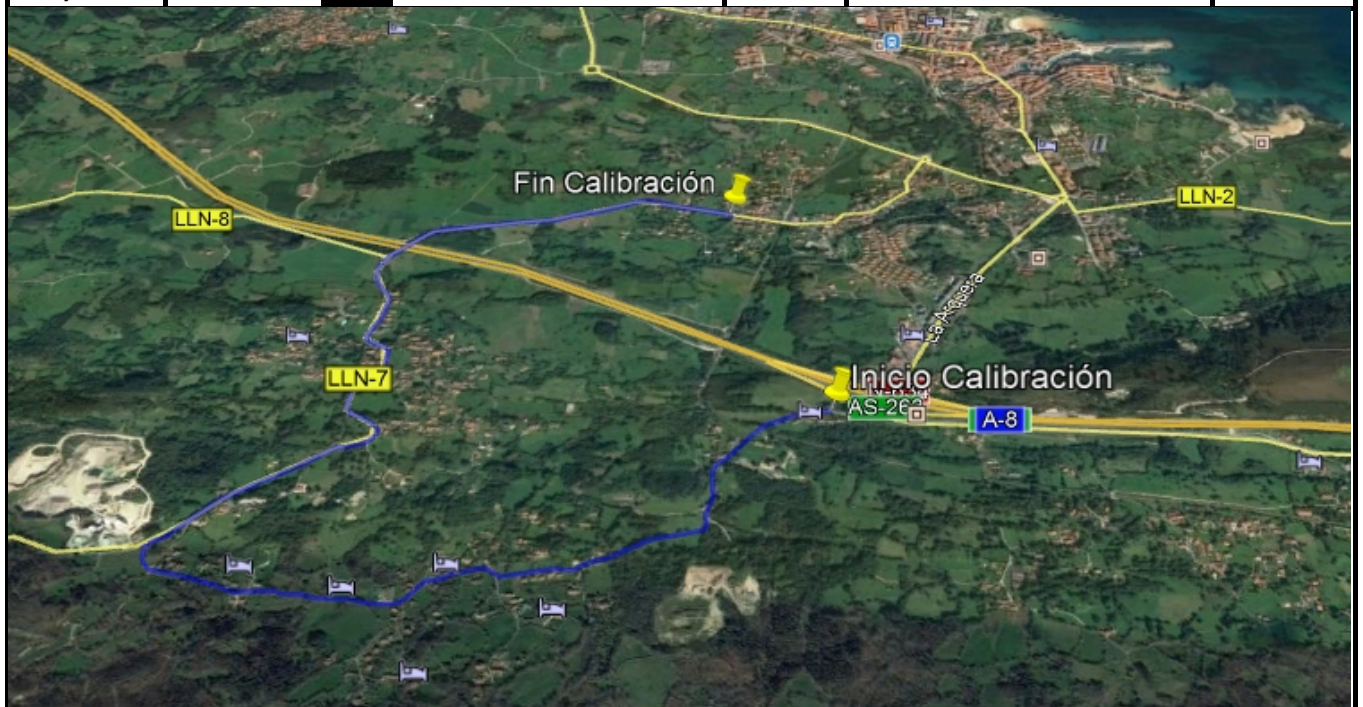 Fin Calibración
LLN-2
LLN-8
La Arquera
LLN-7
Inicio Calibración
A-8